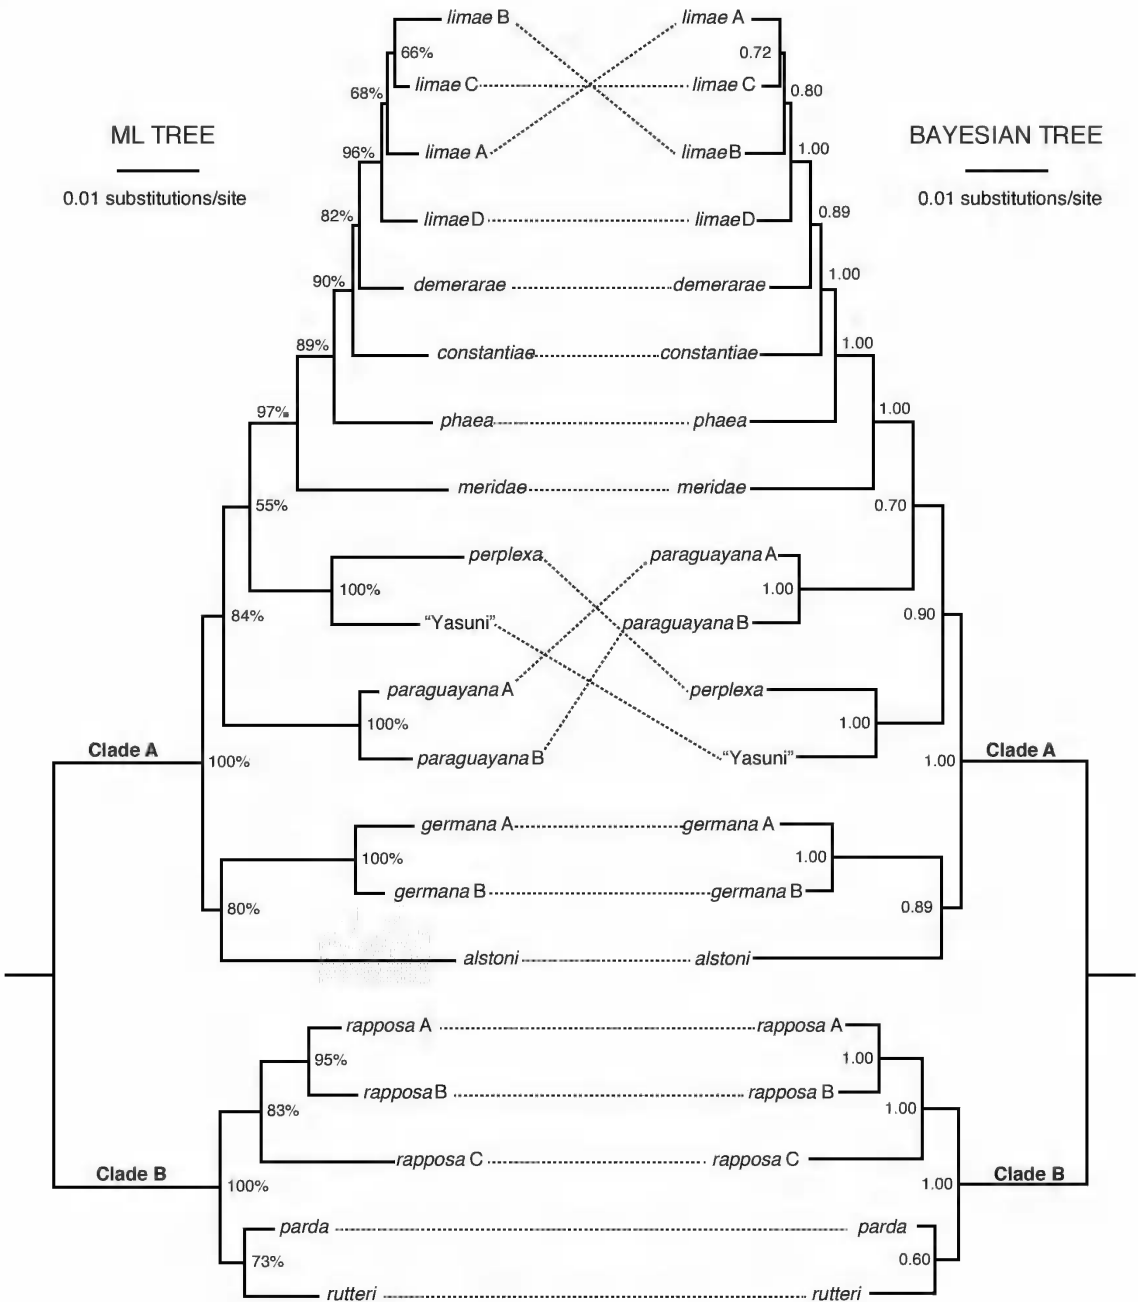 limae B limae A
66% 0.72
limae C limae C
68% 0.80
ML TREE BAYESIAN TREE
limae A limae B
96% 1.00
0.01 substitutions/site 0.01 substitutions/site
82% 0.89
limae D limae D
90% 1.00
demerarae demerarae
89% 1.00
constantiae constantiae
97% 1.00
phaea phaea
meridae meridae
55% 0.70
perplexa paraguayana A
100% 1.00
84% 0.90
"Yasuni" paraguayana B
paraguayana A perplexa
100% 1.00
Clade A Clade A
100% 1.00
paraguayana B "Yasuni"
germana A germana A
100% 1.00
germana B germana B
80% 0.89
alstoni alstoni
rapposa A rapposa A
95% 1.00
rapposa B rapposa B
83% 1.00
rapposa C rapposa C
Clade B Clade B
100% 1.00
parda parda
73% 0.60
rutteri rutteri